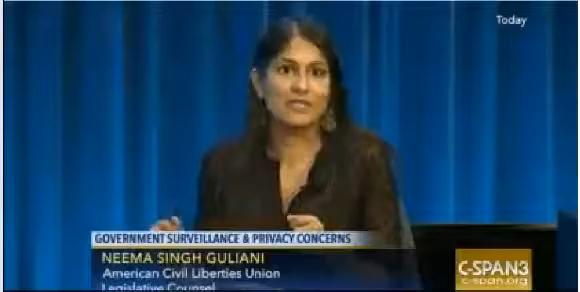 Today
GOVERNMENT SURVEILLANCE & PRIVACY CONCERNS
NEEMA SINGH GULIANI
American Civil Liberties Union
Legislative Counsel
C-SPAN3
c-span.org